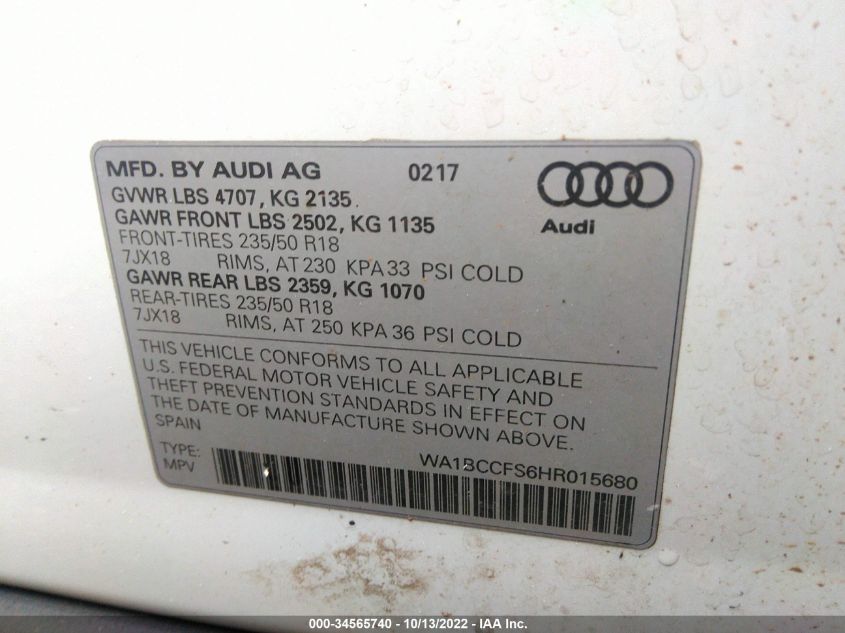 MFD. BY AUDI AG 0217
GVWR LBS 4707, KG 2135
GAWR FRONT LBS 2502, KG 1135
FRONT-TIRES 235/50 R18
7JX18 RIMS, AT 230 KPA 33 PSI COLD
GAWR REAR LBS 2359, KG 1070
REAR-TIRES 235/50 R18
7JX18 RIMS, AT 250 KPA 36 PSI COLD
Audi
THIS VEHICLE CONFORMS TO ALL APPLICABLE
U.S. FEDERAL MOTOR VEHICLE SAFETY AND
THEFT PREVENTION STANDARDS IN EFFECT ON
THE DATE OF MANUFACTURE SHOWN ABOVE.
SPAIN
TYPE: WA1BCCFS6HR015680
MPV
000-34565740 - 10/13/2022 - IAA Inc.